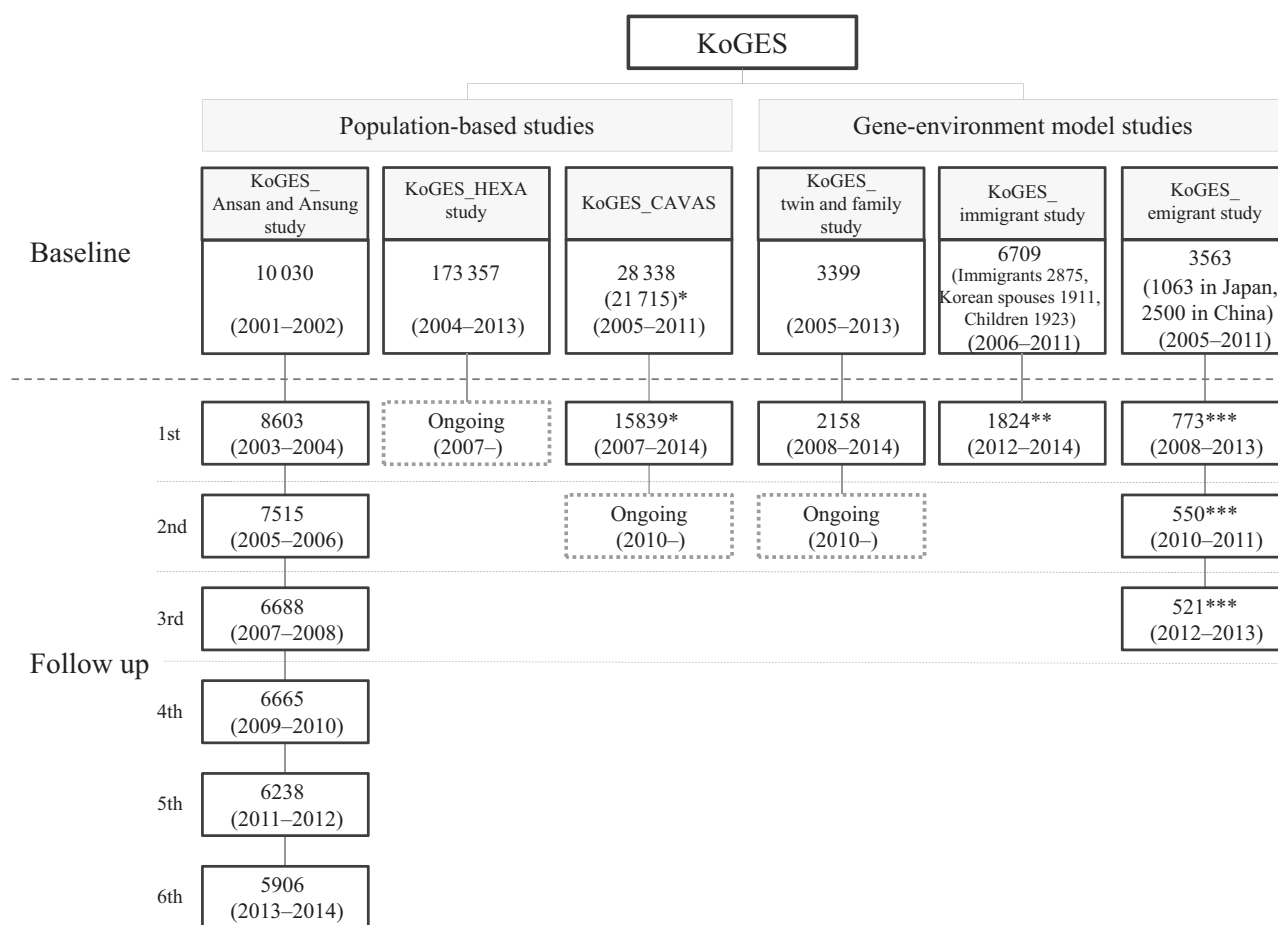 KoGES
Population-based studies
Gene-environment model studies
KoGES_
Ansan and Ansung
study
KoGES_HEXA
study
KoGES_CAVAS
KoGES_
twin and family
study
KoGES_
immigrant study
KoGES_
emigrant study
Baseline
10 030
(2001–2002)
173 357
(2004–2013)
28 338
(21 715)*
(2005–2011)
3399
(2005–2013)
6709
(Immigrants 2875,
Korean spouses 1911,
Children 1923)
(2006–2011)
3563
(1063 in Japan,
2500 in China)
(2005–2011)
Follow up
1st
8603
(2003–2004)
Ongoing
(2007–)
15839*
(2007–2014)
2158
(2008–2014)
1824**
(2012–2014)
773***
(2008–2013)
2nd
7515
(2005–2006)
Ongoing
(2010–)
Ongoing
(2010–)
550***
(2010–2011)
3rd
6688
(2007–2008)
521***
(2012–2013)
4th
6665
(2009–2010)
5th
6238
(2011–2012)
6th
5906
(2013–2014)